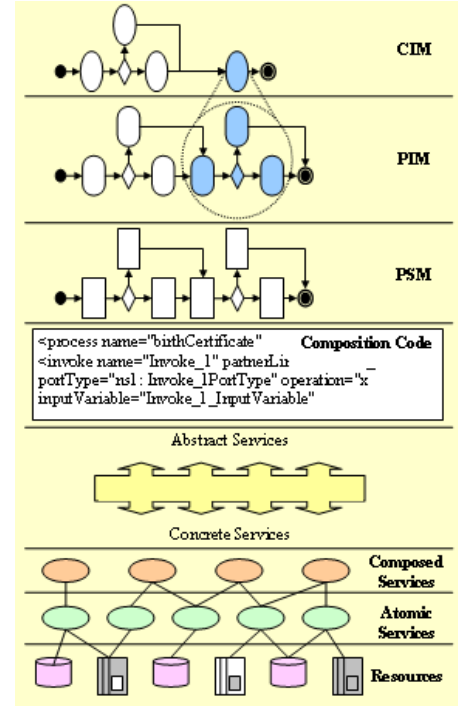 CIM
PIM
PSM
<process name="birthCertificate"
Composition Code
<invoke name="Invoke_1" partnerLir
portType="ns1 : Invoke_1PortType" operation="x
inputVariable="Invoke_1_InputVariable"
Abstract Services
Concrete Services
Composed
Services
Atomic
Services
Resources